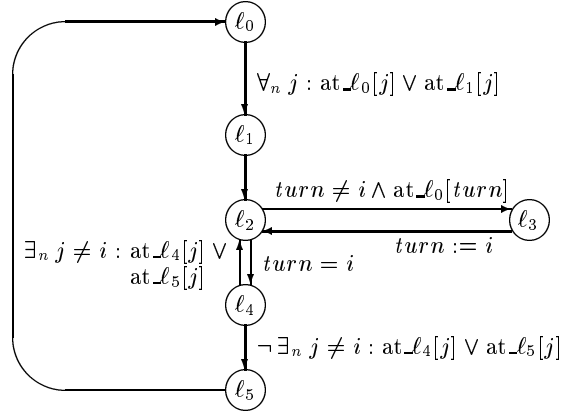 ℓ0
∀n j : at_ℓ0[j] ∨ at_ℓ1[j]
ℓ1
turn ≠ i ∧ at_ℓ0[turn]
ℓ2
ℓ3
turn := i
∃n j ≠ i : at_ℓ4[j] ∨
at_ℓ5[j]
turn = i
ℓ4
¬ ∃n j ≠ i : at_ℓ4[j] ∨ at_ℓ5[j]
ℓ5